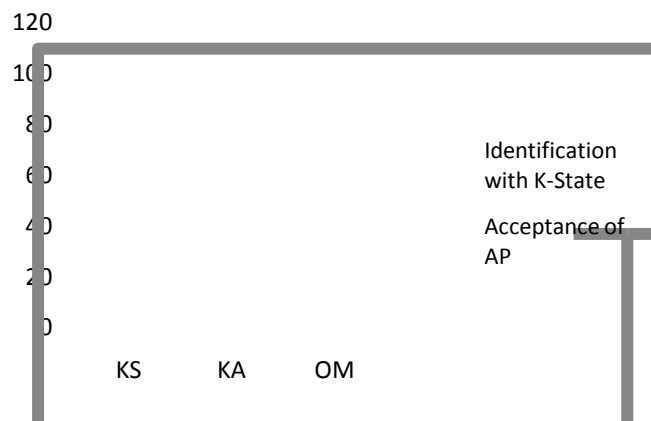 120
100
80
60
40
20
0
Identification
with K-State
Acceptance of
AP
KS KA OM